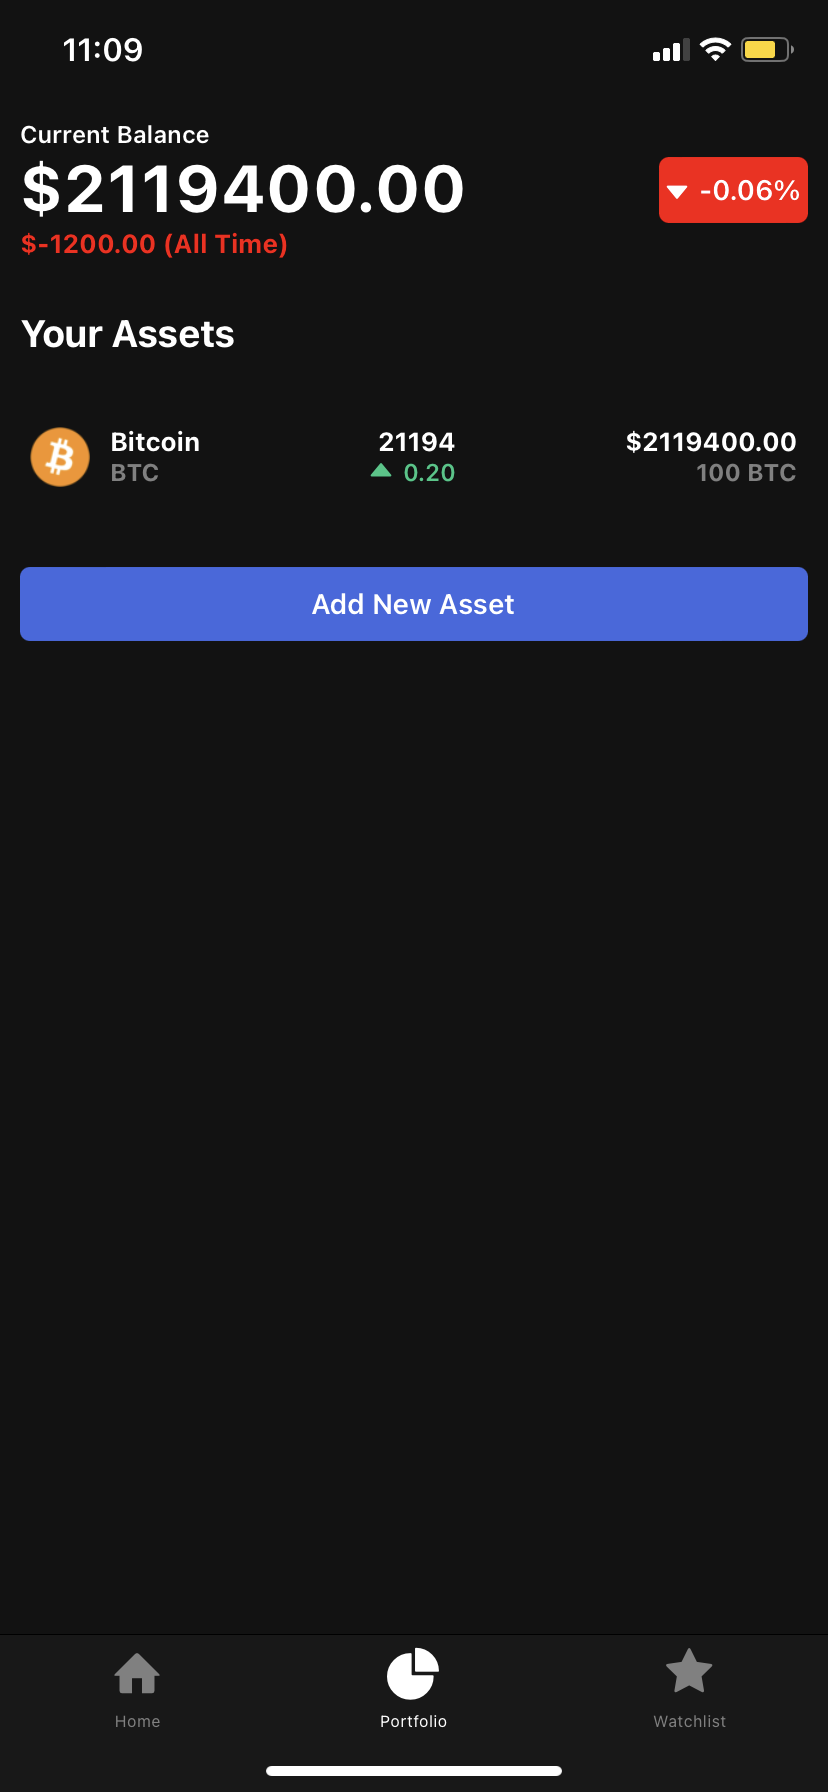 11:09
Current Balance
$2119400.00
-0.06%
$-1200.00 (All Time)
Your Assets
Bitcoin 21194 $2119400.00
BTC 0.20 100 BTC
Add New Asset
Home Portfolio Watchlist